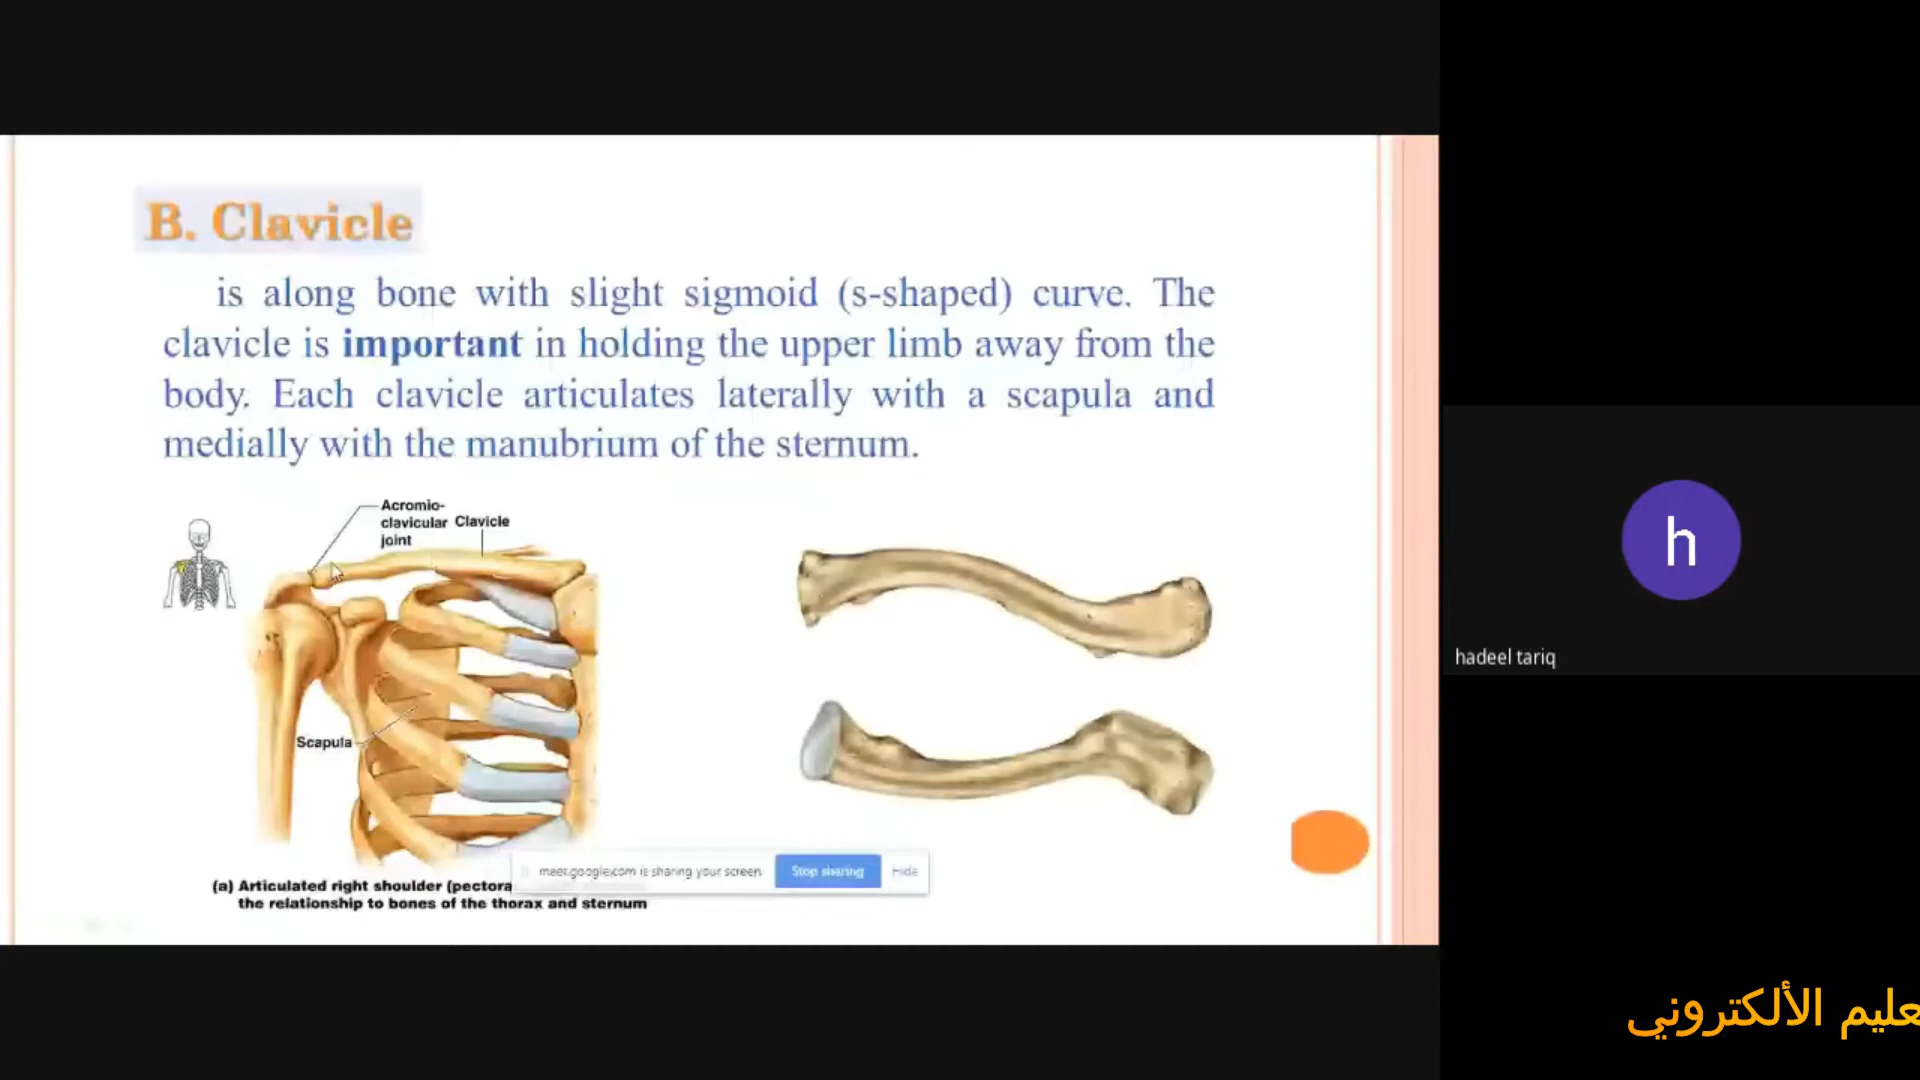 B. Clavicle
is along bone with slight sigmoid (s-shaped) curve. The
clavicle is important in holding the upper limb away from the
body. Each clavicle articulates laterally with a scapula and
medially with the manubrium of the sternum.
Acromio-
clavicular
joint
Clavicle
Scapula
(a) Articulated right shoulder (pectora
the relationship to bones of the thorax and sternum
meet.google.com is sharing your screen
Stop sharing
Hide
h
hadeel tariq
عليم الألكتروني